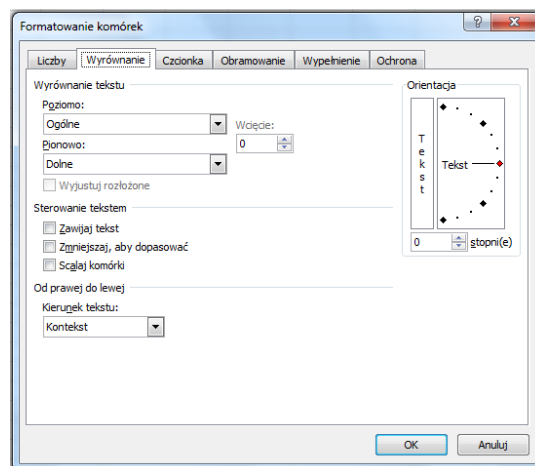 Formatowanie komórek
Liczby Wyrównanie Czcionka Obramowanie Wypełnienie Ochrona
Wyrównanie tekstu
Poziomo:
Ogólne
Wcięcie:
0
Pionowo:
Dolne
Wyjustuj rozłożone
Sterowanie tekstem
Zawijaj tekst
Zmniejszaj, aby dopasować
Scalaj komórki
Od prawej do lewej
Kierunek tekstu:
Kontekst
Orientacja
Tekst
Tekst
0 stopni(e)
OK Anuluj